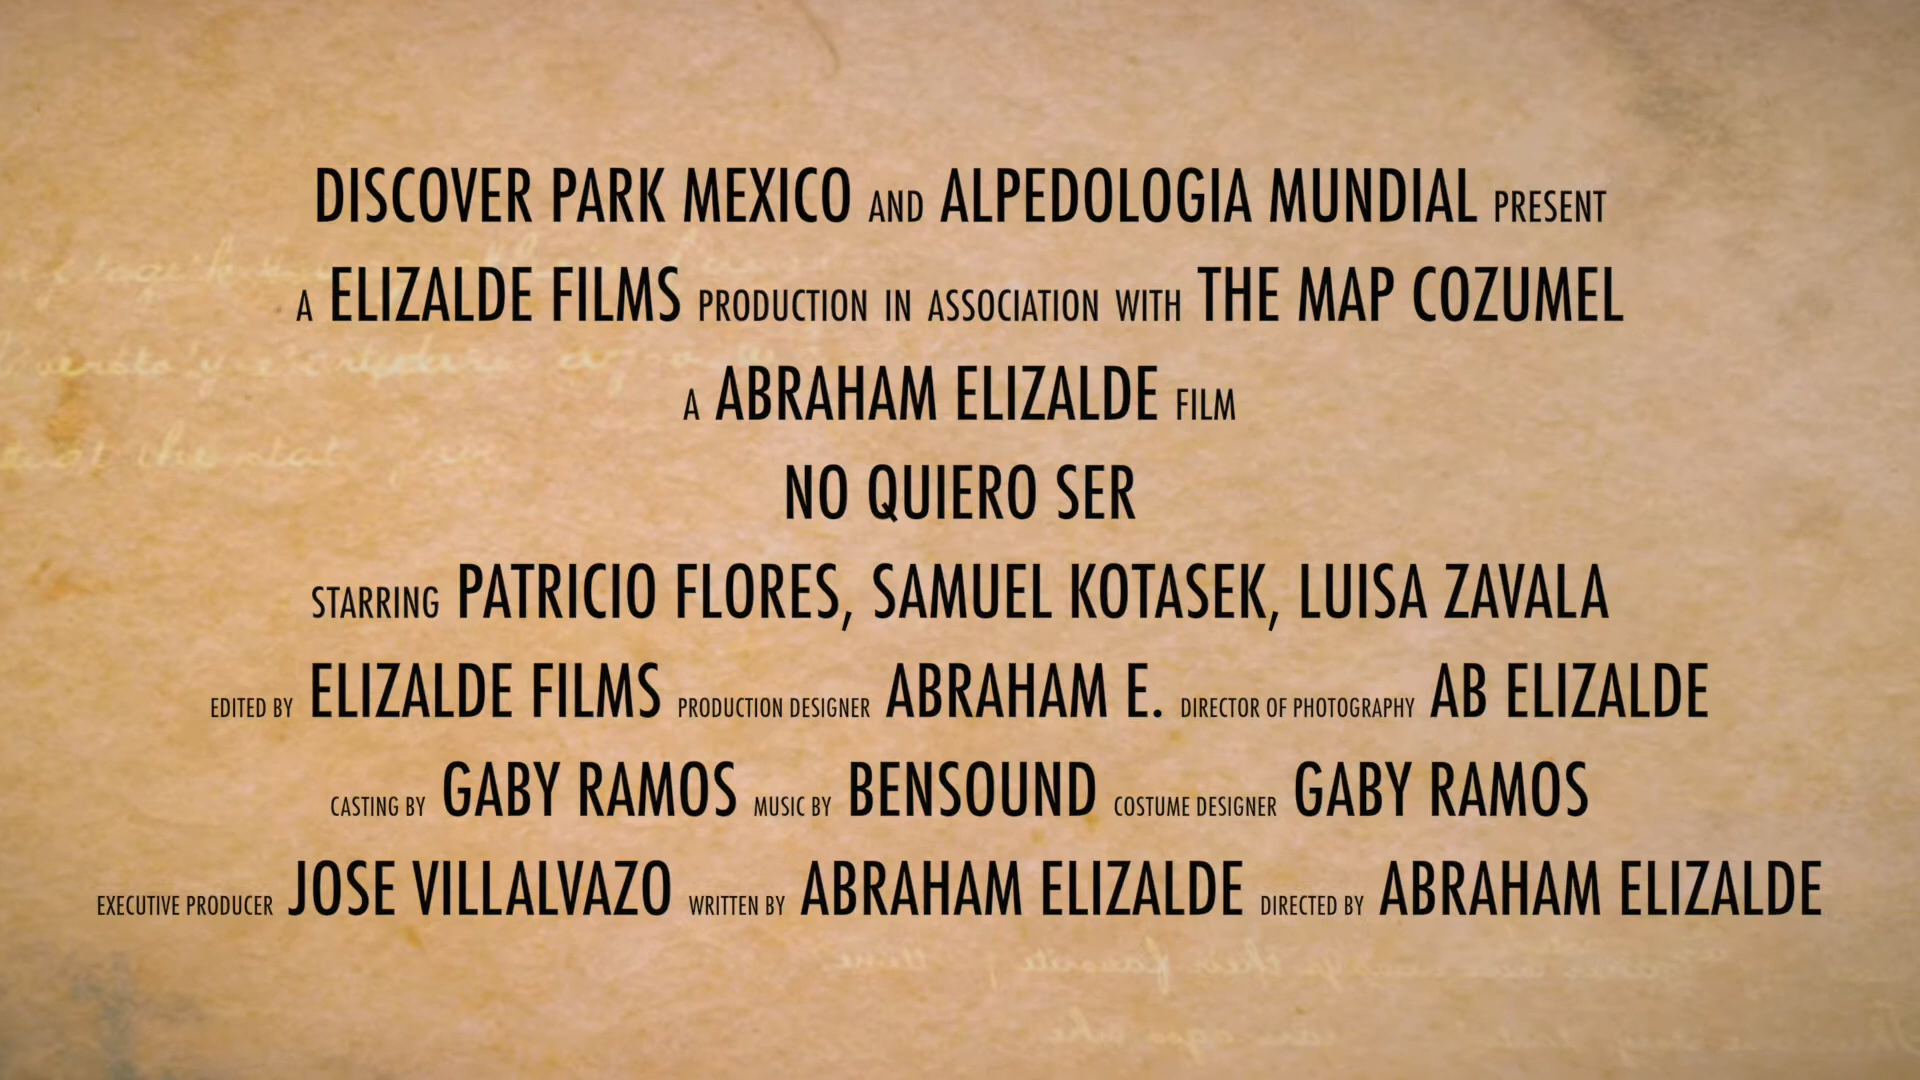 DISCOVER PARK MEXICO AND ALPEDOLOGIA MUNDIAL PRESENT
A ELIZALDE FILMS PRODUCTION IN ASSOCIATION WITH THE MAP COZUMEL
A ABRAHAM ELIZALDE FILM
NO QUIERO SER
STARRING PATRICIO FLORES, SAMUEL KOTASEK, LUISA ZAVALA
EDITED BY ELIZALDE FILMS PRODUCTION DESIGNER ABRAHAM E. DIRECTOR OF PHOTOGRAPHY AB ELIZALDE
CASTING BY GABY RAMOS MUSIC BY BENSOUND COSTUME DESIGNER GABY RAMOS
EXECUTIVE PRODUCER JOSE VILLALVAZO WRITTEN BY ABRAHAM ELIZALDE DIRECTED BY ABRAHAM ELIZALDE